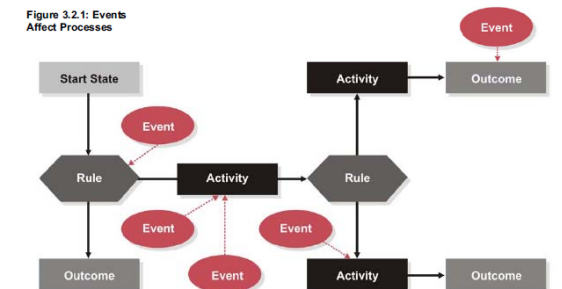 Figure 3.2.1: Events
Affect Processes
Event
Start State
Activity
Outcome
Event
Rule
Activity
Rule
Event
Event
Event
Outcome
Activity
Outcome